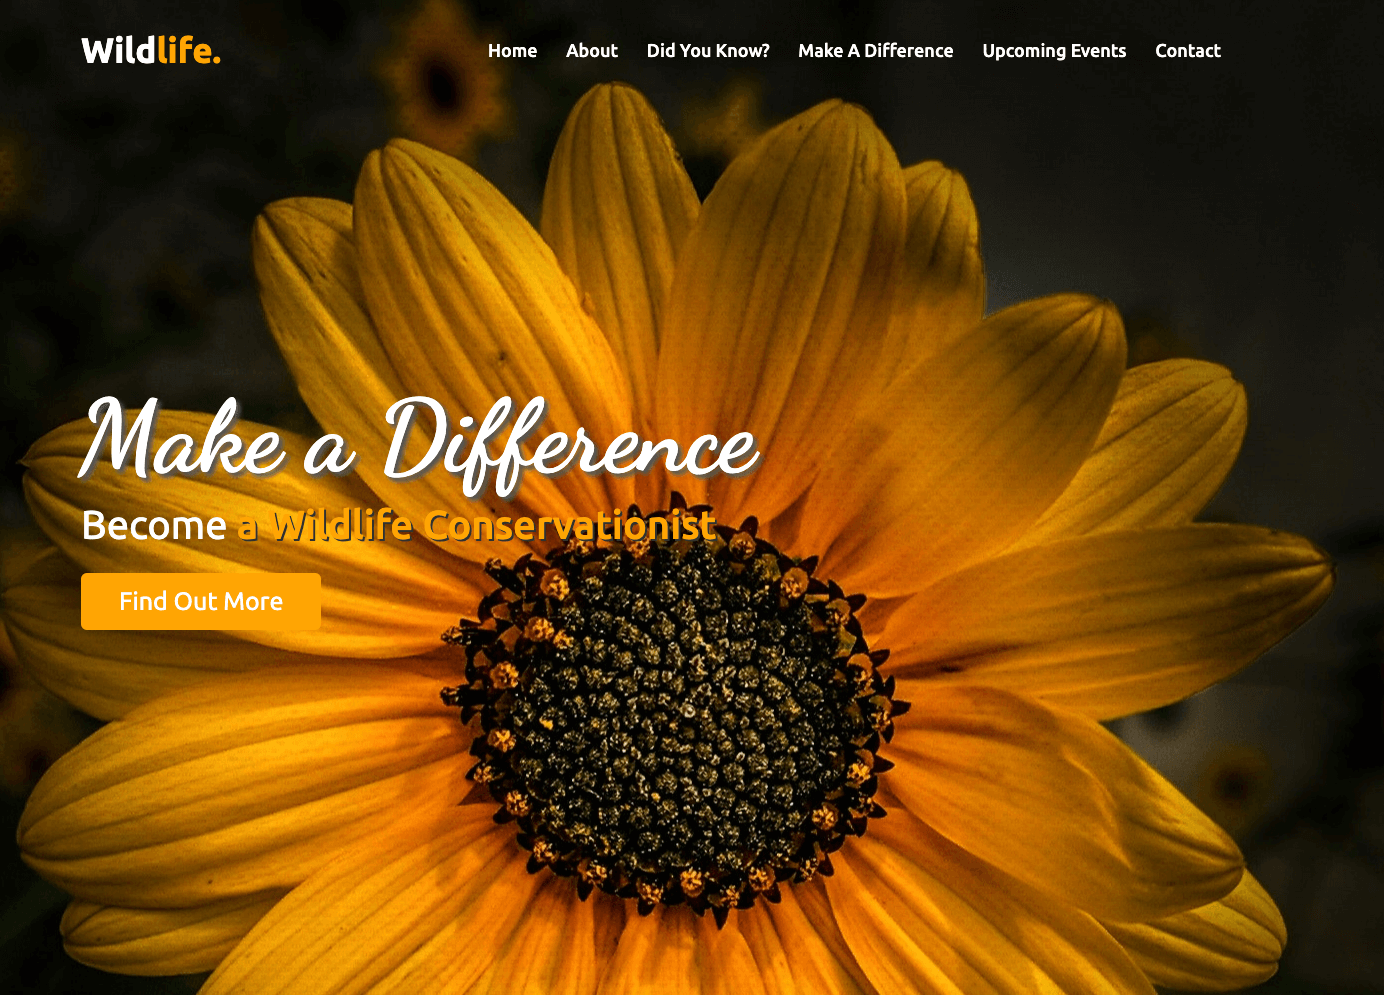 Wildlife.
Home About Did You Know? Make A Difference Upcoming Events Contact
Make a Difference
Become a Wildlife Conservationist
Find Out More